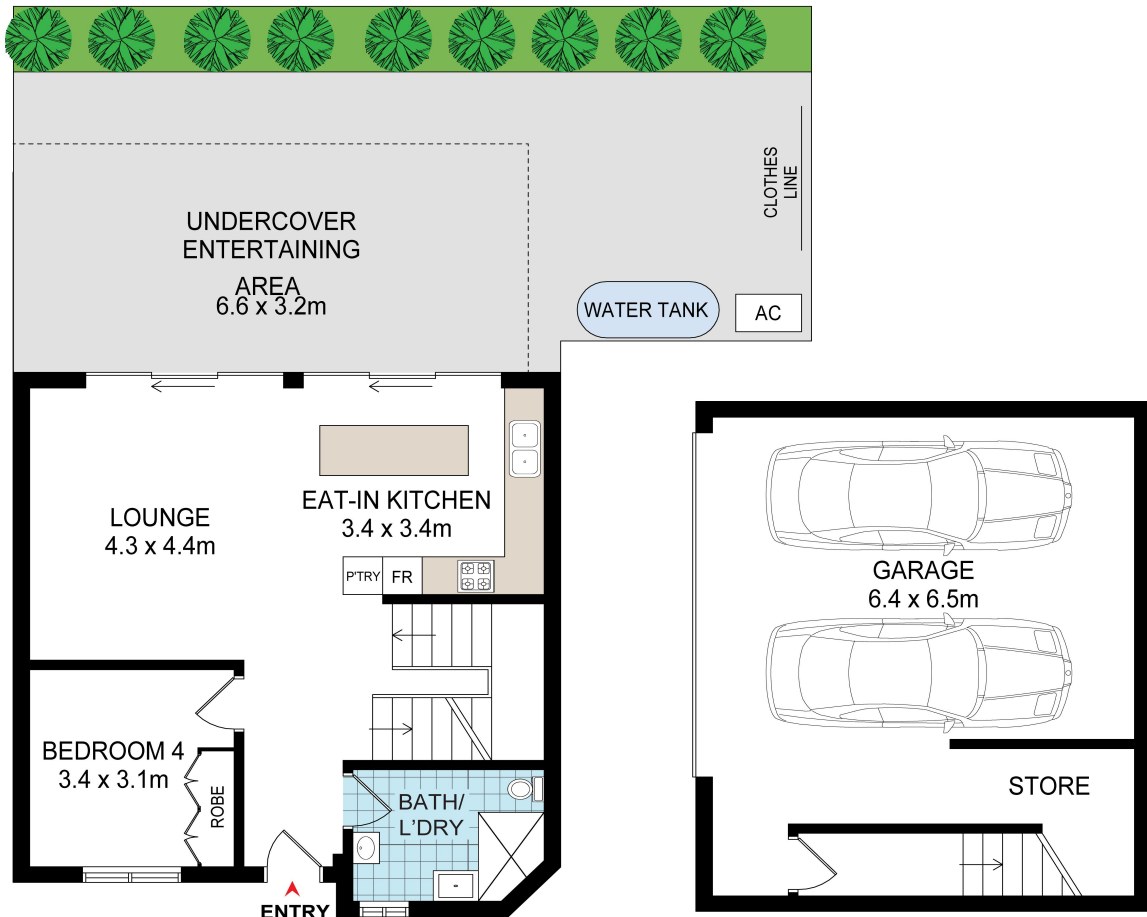 UNDERCOVER
ENTERTAINING
AREA
6.6 x 3.2m
CLOTHES
LINE
WATER TANK
AC
LOUNGE
4.3 x 4.4m
EAT-IN KITCHEN
3.4 x 3.4m
P'TRY
FR
BEDROOM 4
3.4 x 3.1m
ROBE
BATH/
L'DRY
ENTRY
GARAGE
6.4 x 6.5m
STORE